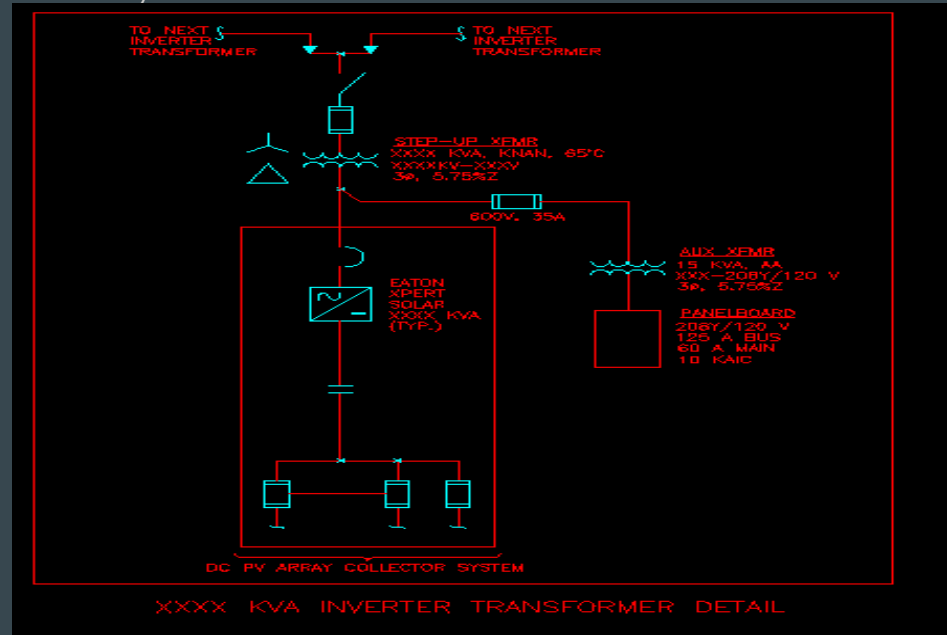 TO NEXT
INVERTER
TRANSFORMER
TO NEXT
INVERTER
TRANSFORMER
STEP-UP XFMR
XXXX KVA, KNAN, 65°C
XXXXKV-XXXV
3ø, 5.75%Z
600V, 35A
AUX XFMR
15 KVA, AA
XXX-208Y/120 V
3ø, 5.75%Z
EATON
XPERT
SOLAR
XXXX KVA
(TYP.)
PANELBOARD
208Y/120 V
125 A BUS
60 A MAIN
10 KAIC
DC PV ARRAY COLLECTOR SYSTEM
XXXX KVA INVERTER TRANSFORMER DETAIL